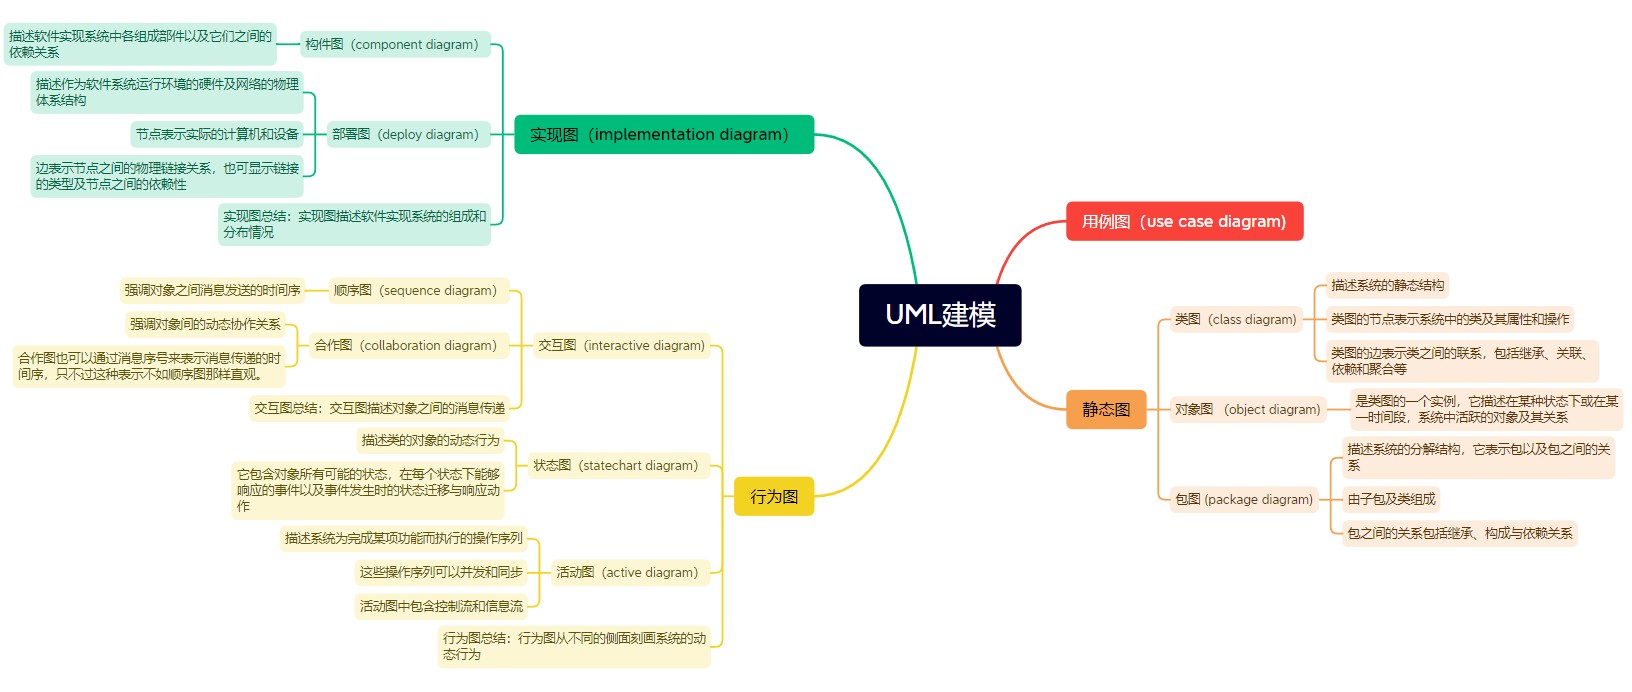 UML建模
用例图（use case diagram)
静态图
类图（class diagram)
描述系统的静态结构
类图的节点表示系统中的类及其属性和操作
类图的边表示类之间的联系，包括继承、关联、
依赖和聚合等
对象图 （object diagram)
是类图的一个实例，它描述在某种状态下或在某
一时间段，系统中活跃的对象及其关系
包图 (package diagram)
描述系统的分解结构，它表示包以及包之间的关
系
由子包及类组成
包之间的关系包括继承、构成与依赖关系
实现图（implementation diagram）
构件图（component diagram）
描述软件实现系统中各组成部件以及它们之间的
依赖关系
部署图（deploy diagram）
描述作为软件系统运行环境的硬件及网络的物理
体系结构
节点表示实际的计算机和设备
边表示节点之间的物理链接关系，也可显示链接
的类型及节点之间的依赖性
实现图总结：实现图描述软件实现系统的组成和
分布情况
行为图
交互图（interactive diagram)
顺序图（sequence diagram）
强调对象之间消息发送的时间序
合作图（collaboration diagram）
强调对象间的动态协作关系
合作图也可以通过消息序号来表示消息传递的时
间序，只不过这种表示不如顺序图那样直观。
交互图总结：交互图描述对象之间的消息传递
状态图（statechart diagram）
描述类的对象的动态行为
它包含对象所有可能的状态，在每个状态下能够
响应的事件以及事件发生时的状态迁移与响应动
作
活动图（active diagram）
描述系统为完成某项功能而执行的操作序列
这些操作序列可以并发和同步
活动图中包含控制流和信息流
行为图总结：行为图从不同的侧面刻画系统的动
态行为